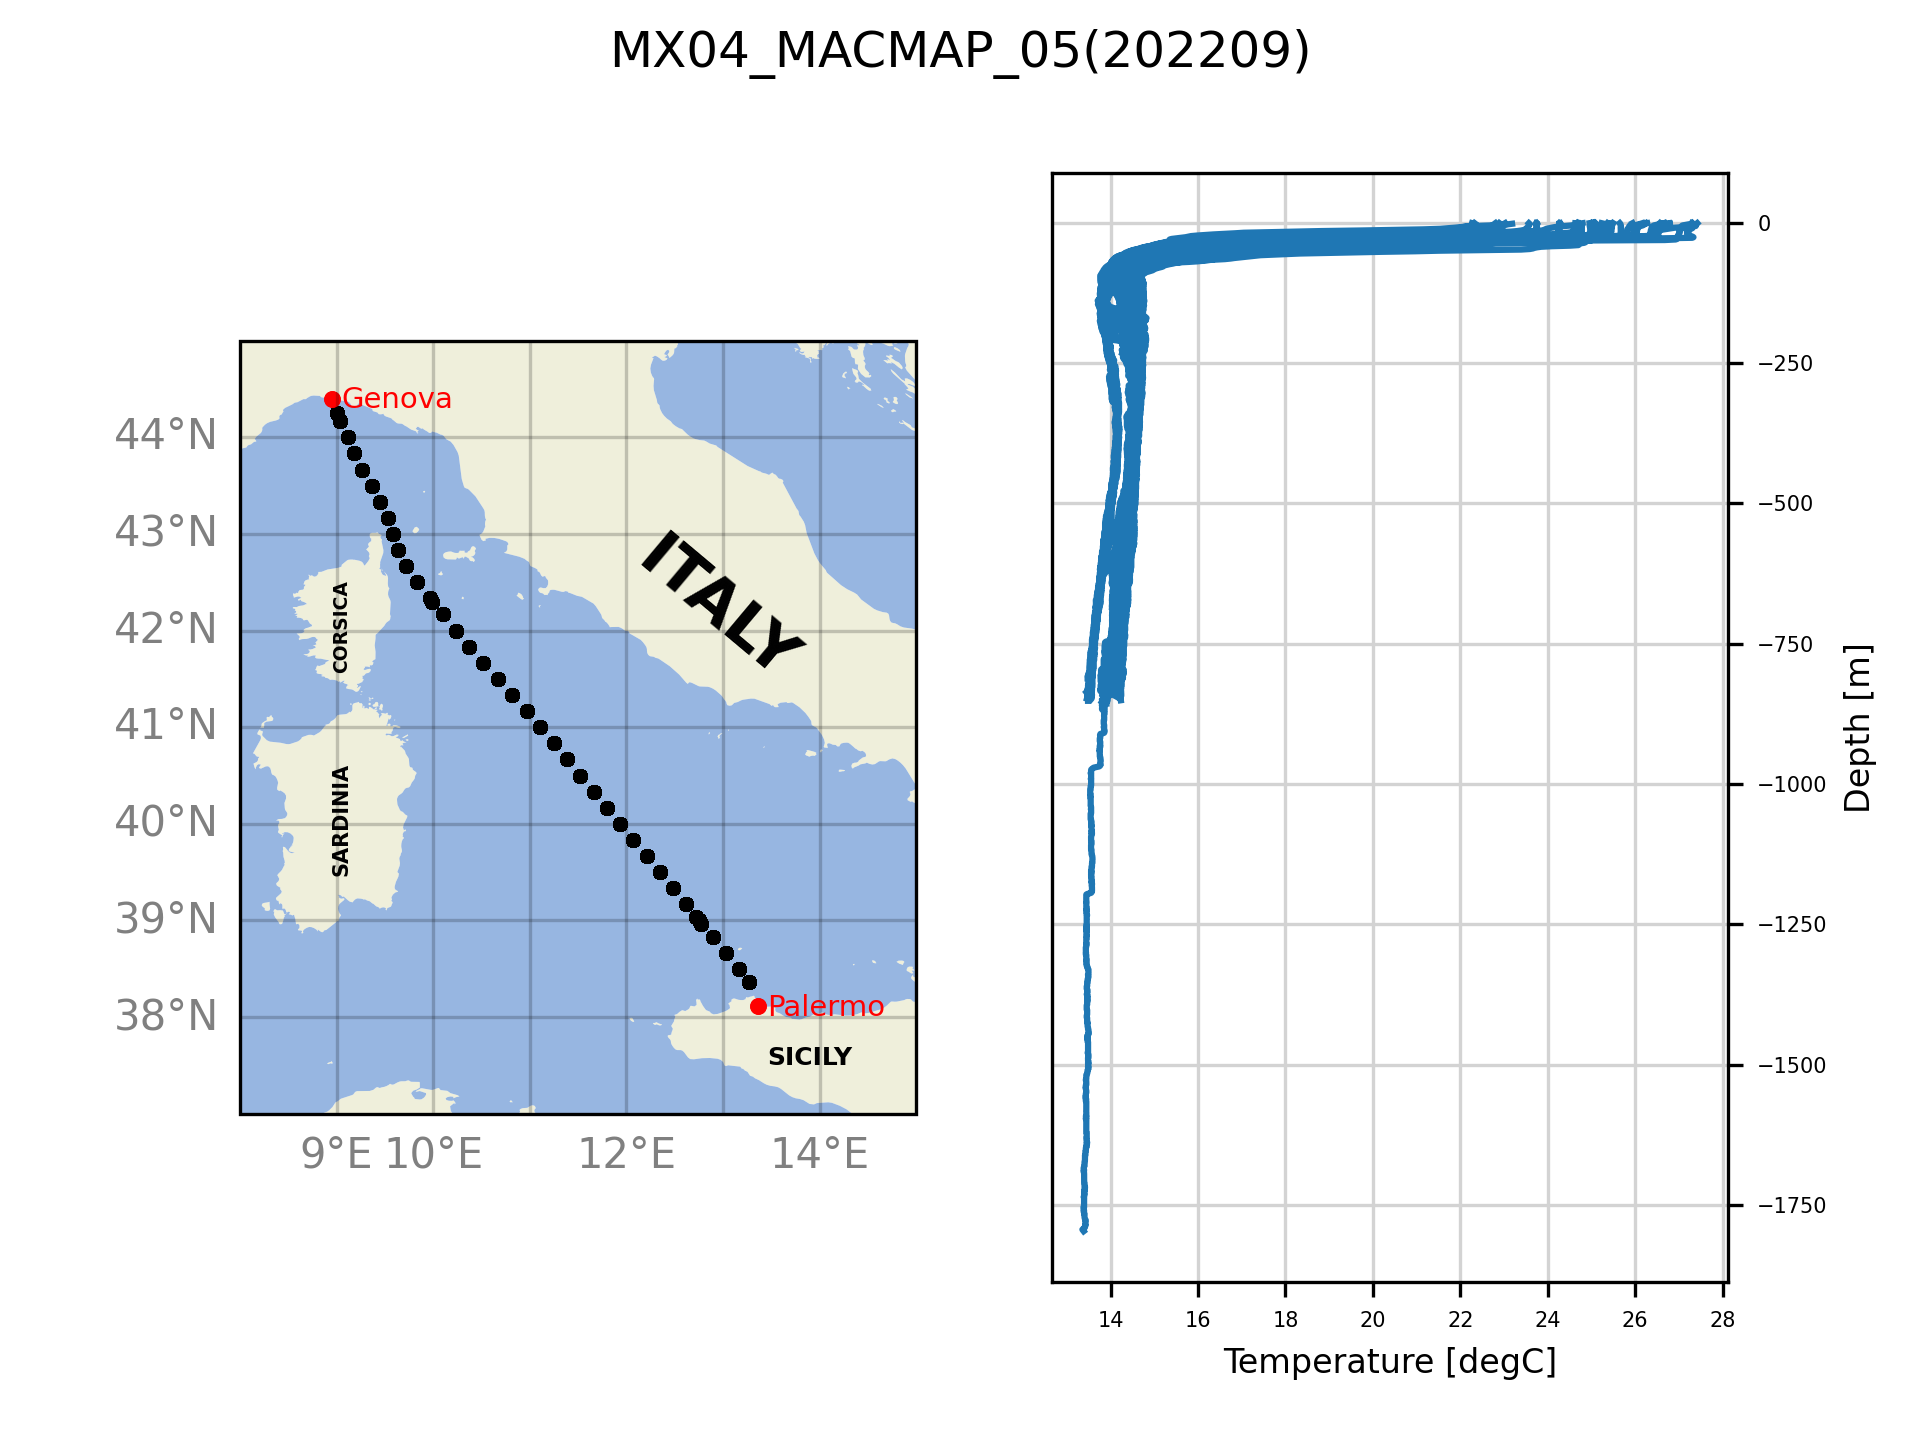 MX04_MACMAP_05(202209)
Genova
44°N
43°N
42°N
41°N
40°N
39°N
38°N
ITALY
CORSICA
SARDINIA
Palermo
SICILY
9°E 10°E 12°E 14°E
0
−250
−500
−750
−1000
−1250
−1500
−1750
Depth [m]
14 16 18 20 22 24 26 28
Temperature [degC]